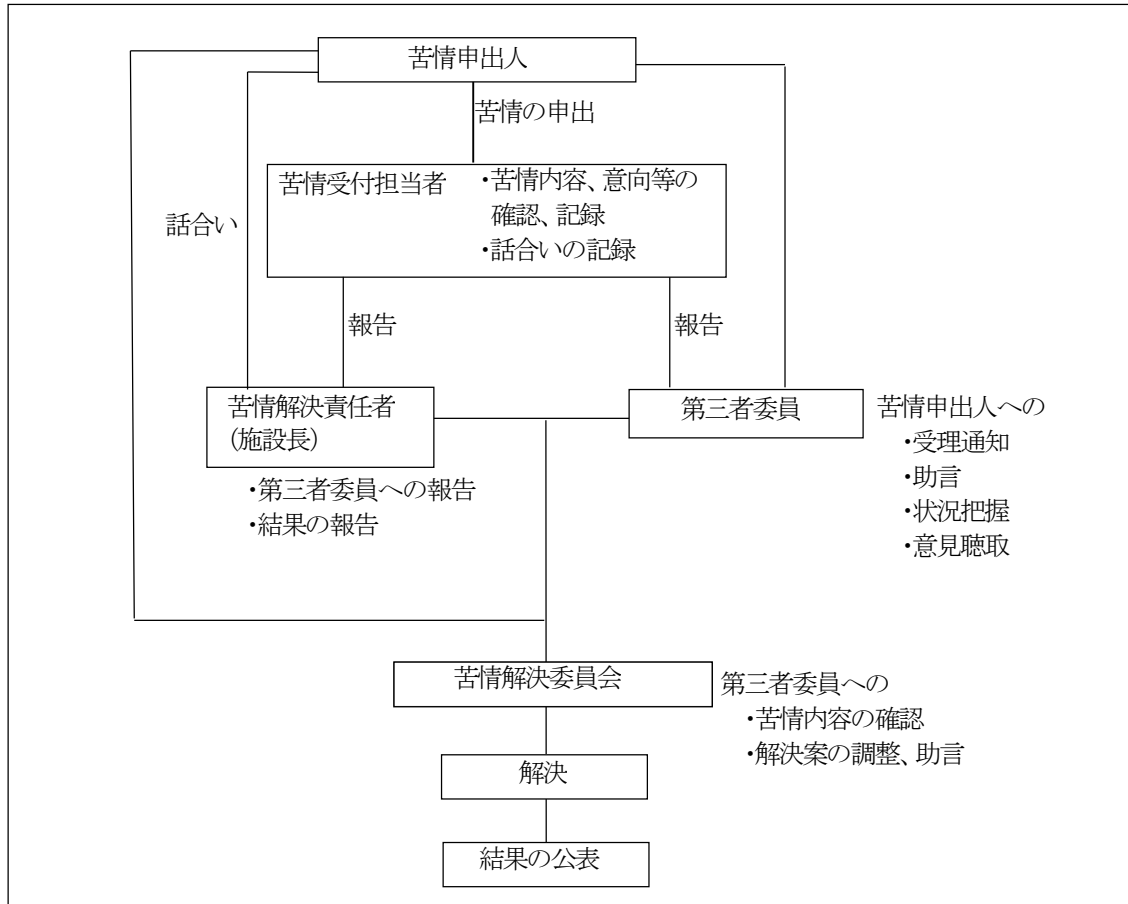 苦情申出人
苦情の申出
苦情受付担当者
・苦情内容、意向等の
確認、記録
・話合いの記録
話合い
報告
報告
苦情解決責任者
(施設長)
・第三者委員への報告
・結果の報告
第三者委員
苦情申出人への
・受理通知
・助言
・状況把握
・意見聴取
苦情解決委員会
第三者委員への
・苦情内容の確認
・解決案の調整、助言
解決
結果の公表